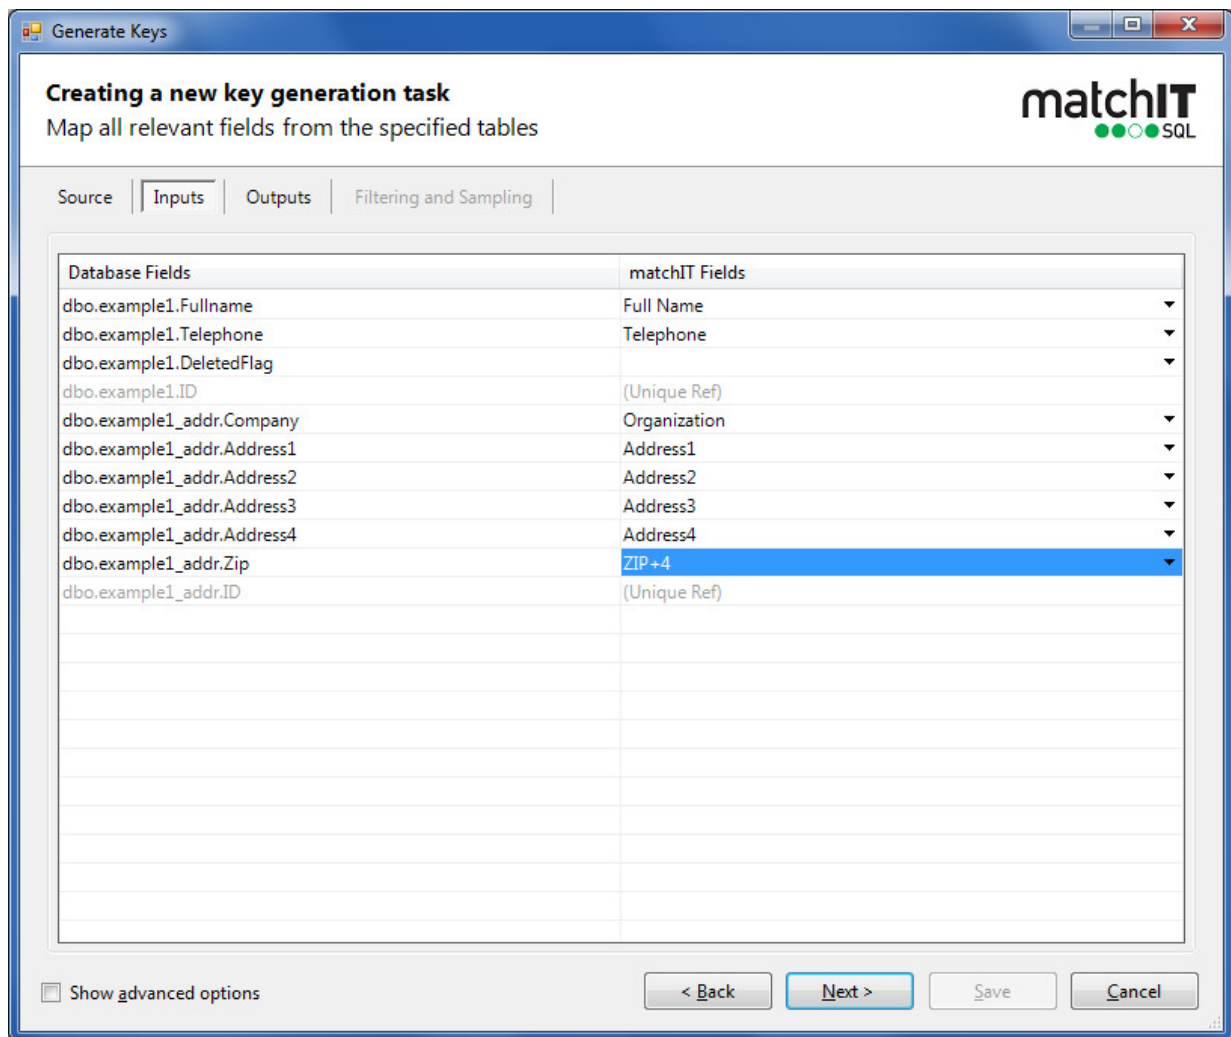 Generate Keys
Creating a new key generation task
Map all relevant fields from the specified tables
matchIT
SQL
Source Inputs Outputs Filtering and Sampling
Database Fields matchIT Fields
dbo.example1.Fullname Full Name
dbo.example1.Telephone Telephone
dbo.example1.DeletedFlag
dbo.example1.ID (Unique Ref)
dbo.example1_addr.Company Organization
dbo.example1_addr.Address1 Address1
dbo.example1_addr.Address2 Address2
dbo.example1_addr.Address3 Address3
dbo.example1_addr.Address4 Address4
dbo.example1_addr.Zip ZIP+4
dbo.example1_addr.ID (Unique Ref)
Show advanced options < Back Next > Save Cancel